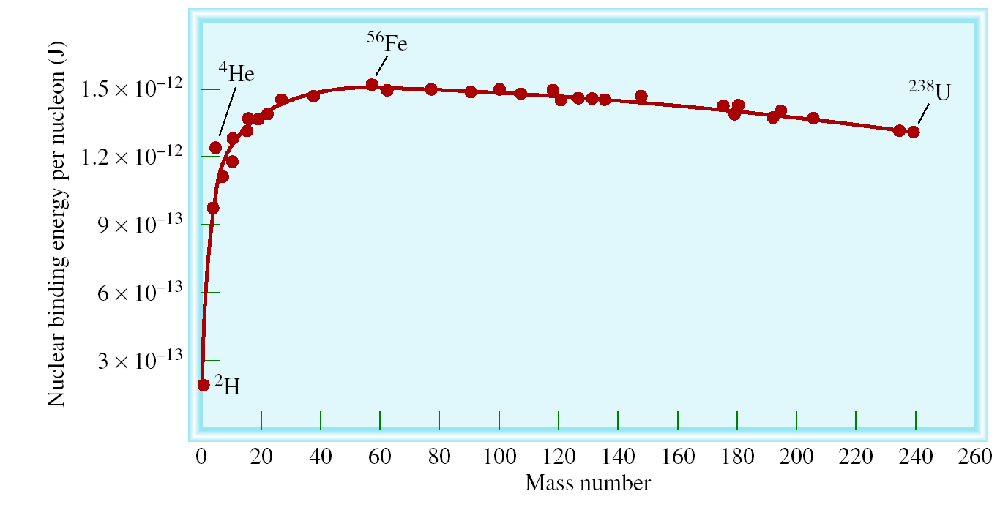 Nuclear binding energy per nucleon (J)
⁵⁶Fe
⁴He
²³⁸U
1.5 × 10⁻¹²
1.2 × 10⁻¹²
9 × 10⁻¹³
6 × 10⁻¹³
3 × 10⁻¹³
²H
0 20 40 60 80 100 120 140 160 180 200 220 240 260
Mass number